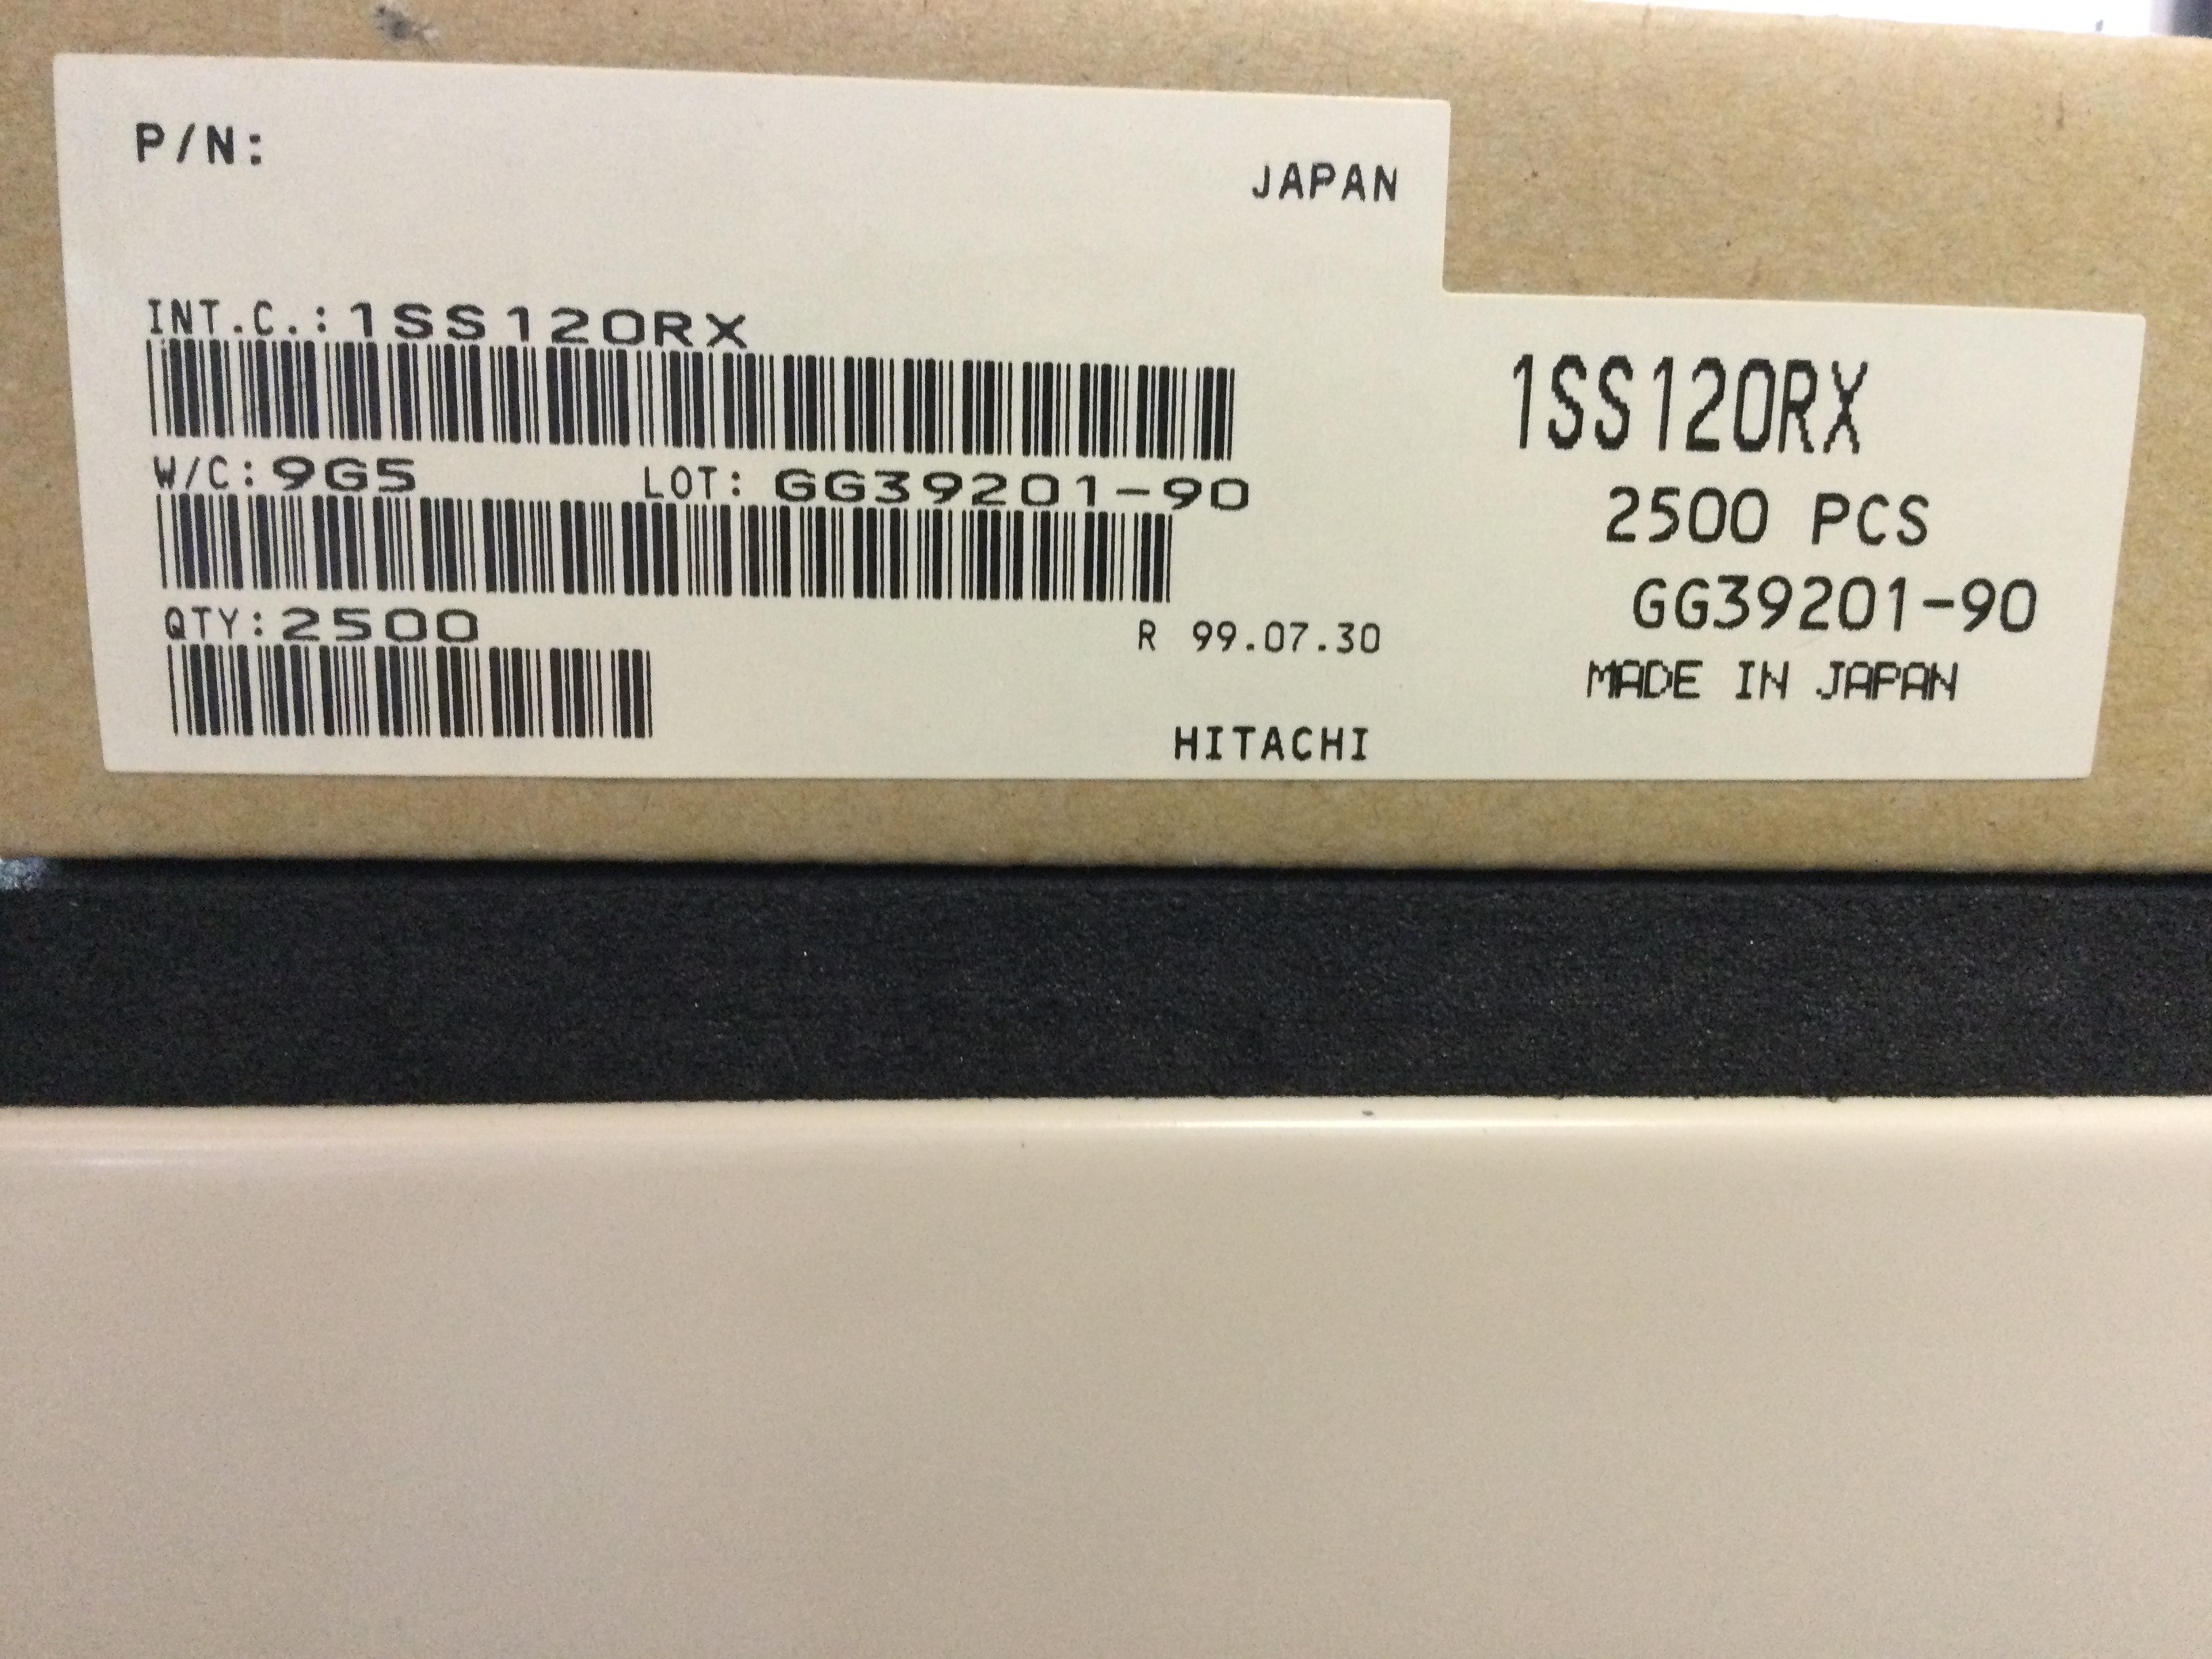 P/N:
JAPAN
INT.C.:1SS120RX
W/C:9G5 LOT: GG39201-90
QTY:2500
R 99.07.30
HITACHI
1SS120RX
2500 PCS
GG39201-90
MADE IN JAPAN